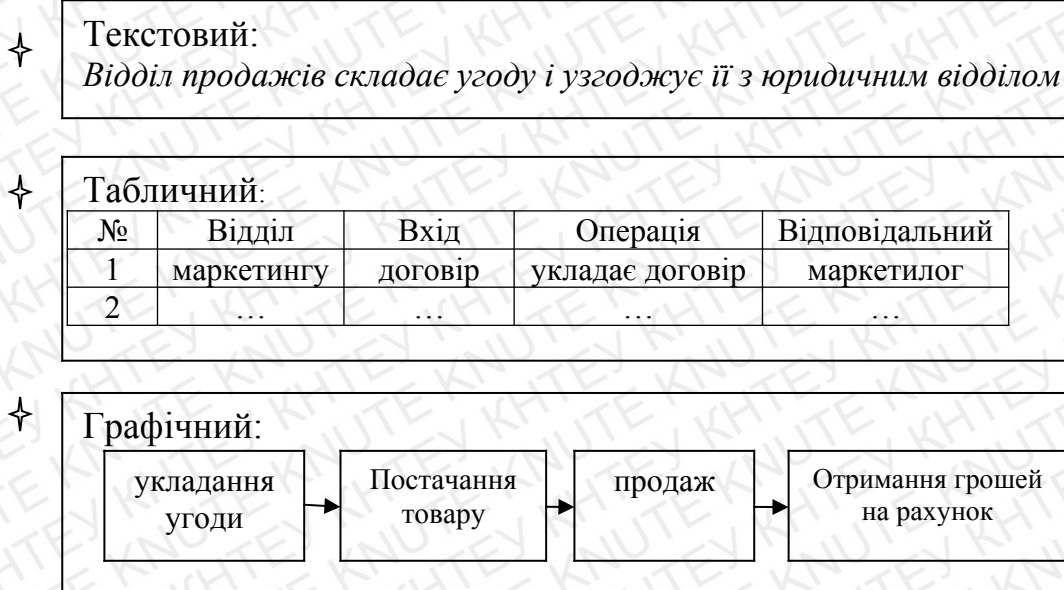 Текстовий:
Відділ продажів складає угоду і узгоджує її з юридичним відділом
Табличний:
№ Відділ Вхід Операція Відповідальний
1 маркетингу договір укладає договір маркетилог
2 … … … …
Графічний:
укладання
угоди
Постачання
товару
продаж
Отримання грошей
на рахунок